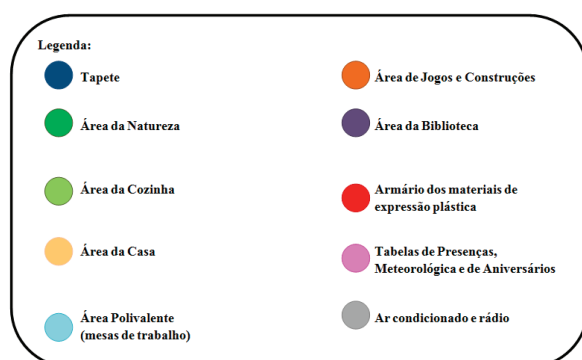 Legenda:
Tapete
Área da Natureza
Área da Cozinha
Área da Casa
Área Polivalente
(mesas de trabalho)
Área de Jogos e Construções
Área da Biblioteca
Armário dos materiais de
expressão plástica
Tabelas de Presenças,
Meteorológica e de Aniversários
Ar condicionado e rádio